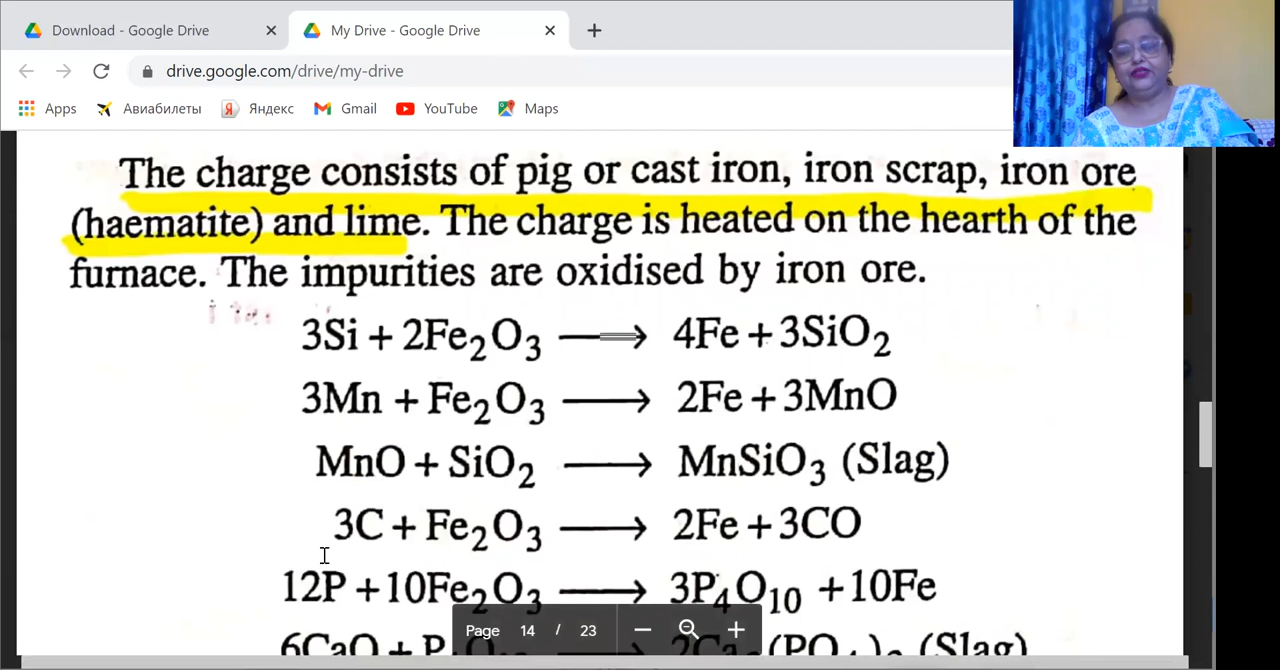 Download - Google Drive
My Drive - Google Drive
drive.google.com/drive/my-drive
Apps Авиабилеты Яндекс Gmail YouTube Maps
The charge consists of pig or cast iron, iron scrap, iron ore
(haematite) and lime. The charge is heated on the hearth of the
furnace. The impurities are oxidised by iron ore.
3Si + 2Fe₂O₃ ⟶ 4Fe + 3SiO₂
3Mn + Fe₂O₃ ⟶ 2Fe + 3MnO
MnO + SiO₂ ⟶ MnSiO₃ (Slag)
3C + Fe₂O₃ ⟶ 2Fe + 3CO
12P + 10Fe₂O₃ ⟶ 3P₄O₁₀ + 10Fe
6CaO + (Slag)
Page 14 / 23